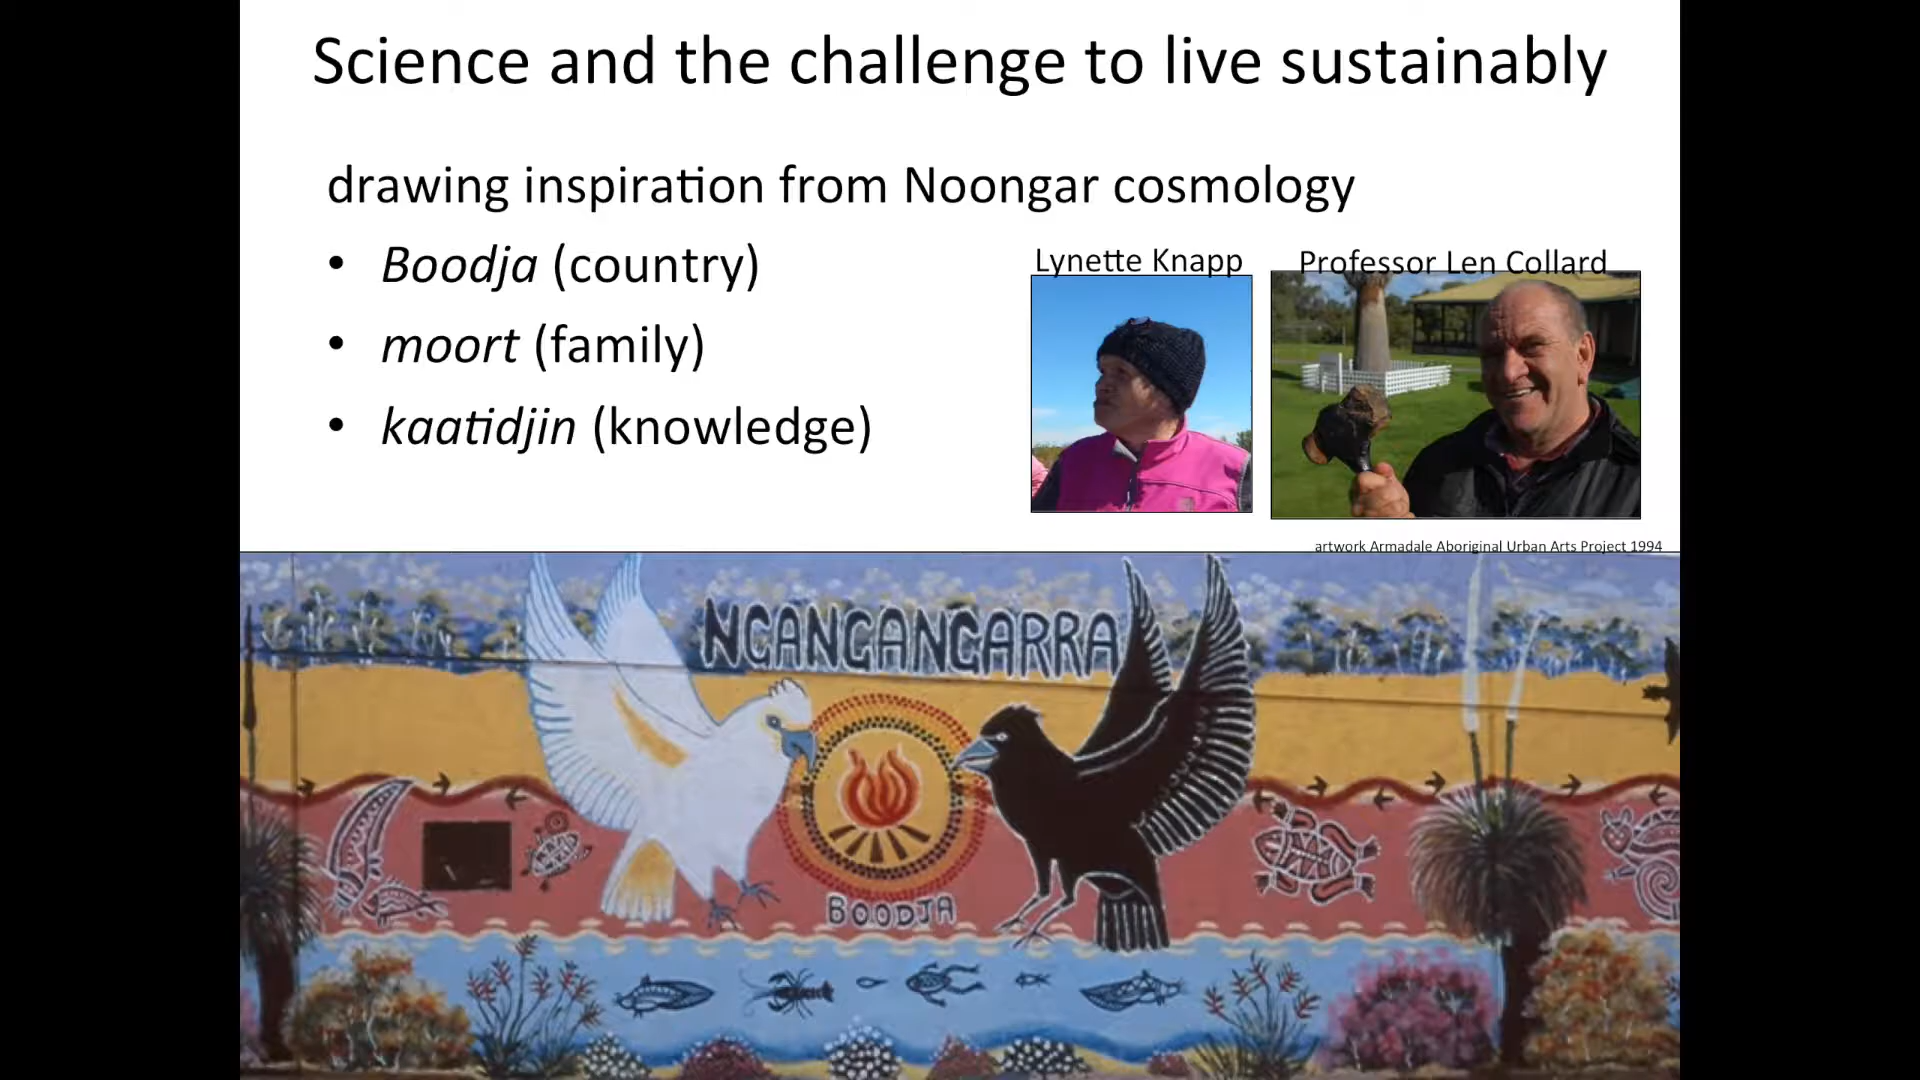 Science and the challenge to live sustainably
drawing inspiration from Noongar cosmology
• Boodja (country)
• moort (family)
• kaatidjin (knowledge)
Lynette Knapp
Professor Len Collard
artwork Armadale Aboriginal Urban Arts Project 1994
NGANGANGARRA
BOODJA